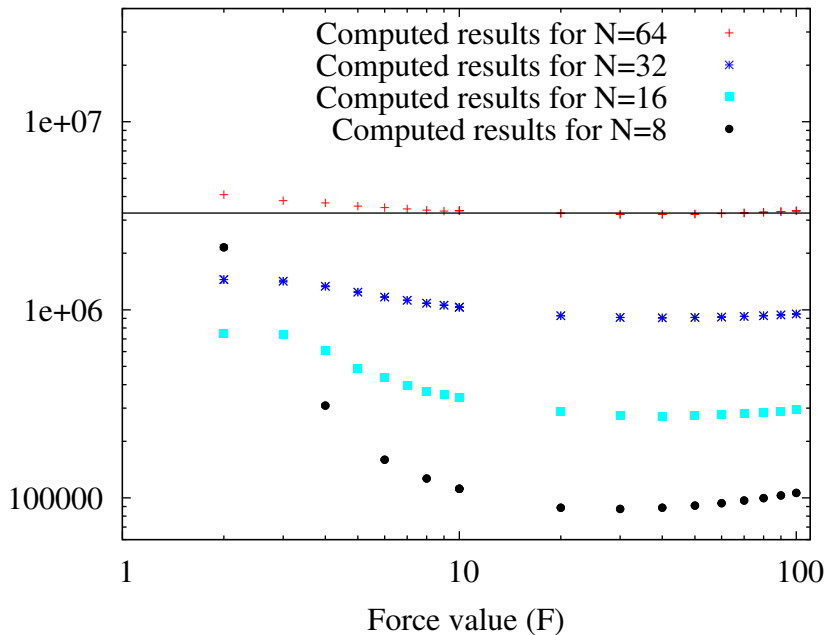 Computed results for N=64
Computed results for N=32
1e+07
Computed results for N=16
Computed results for N=8
1e+06
100000
1
10
100
Force value (F)